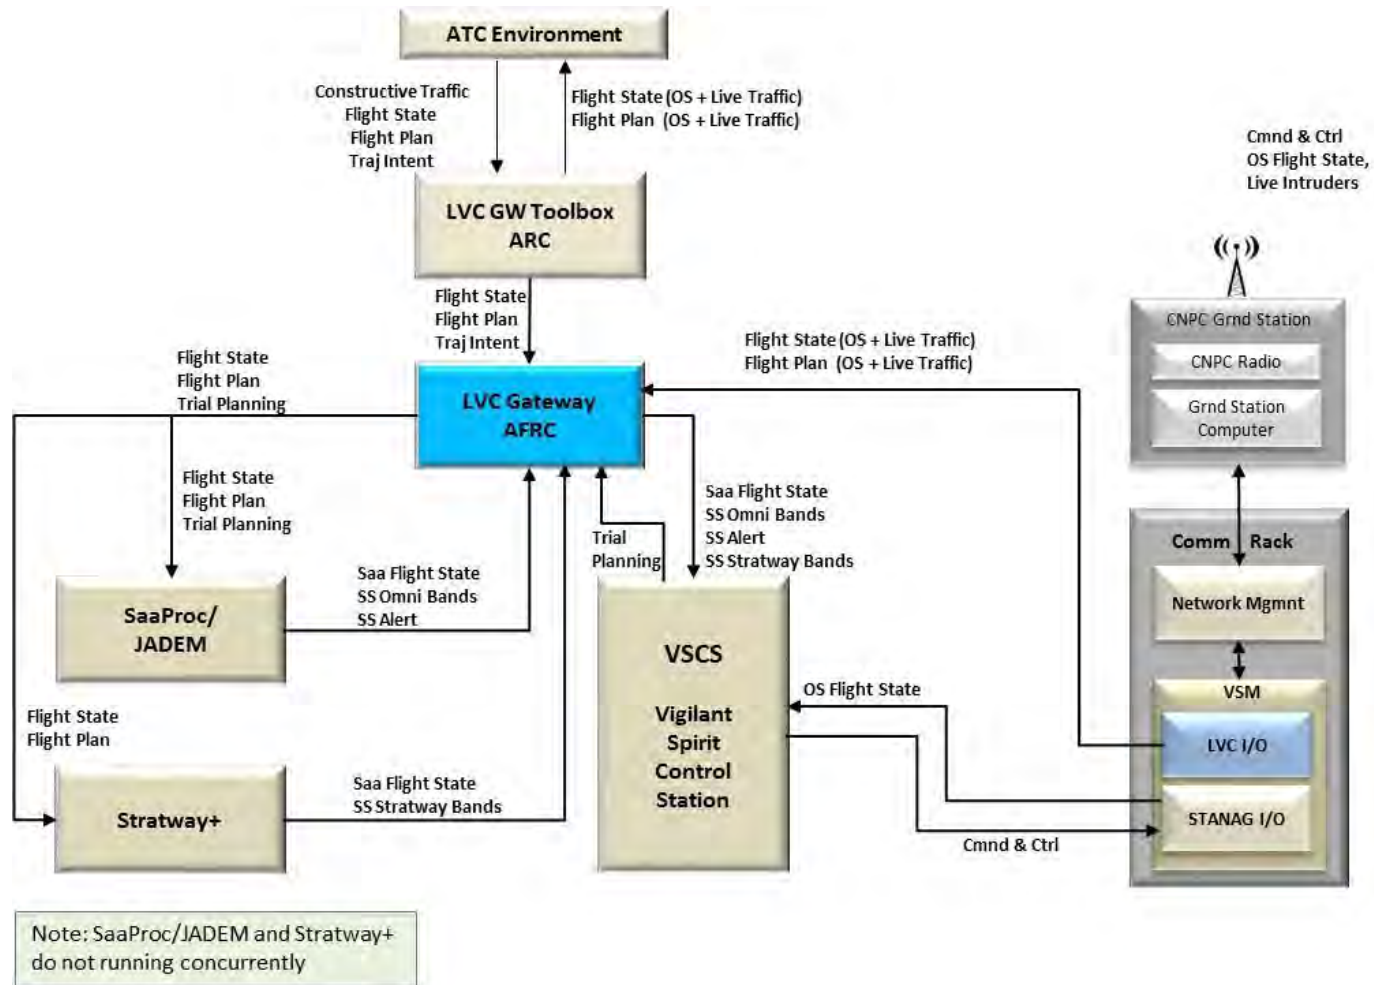 ATC Environment
Constructive Traffic
Flight State
Flight Plan
Traj Intent
Flight State (OS + Live Traffic)
Flight Plan (OS + Live Traffic)
Cmnd & Ctrl
OS Flight State,
Live Intruders
LVC GW Toolbox
ARC
Flight State
Flight Plan
Traj Intent
CNPC Grnd Station
CNPC Radio
Grnd Station
Computer
Flight State (OS + Live Traffic)
Flight Plan (OS + Live Traffic)
Flight State
Flight Plan
Trial Planning
LVC Gateway
AFRC
Flight State
Flight Plan
Trial Planning
Saa Flight State
SS Omni Bands
SS Alert
SS Stratway Bands
Trial
Planning
Comm Rack
Network Mgmnt
SaaProc/
JADEM
Saa Flight State
SS Omni Bands
SS Alert
VSCS
Vigilant
Spirit
Control
Station
OS Flight State
VSM
LVC I/O
STANAG I/O
Flight State
Flight Plan
Stratway+
Saa Flight State
SS Stratway Bands
Cmnd & Ctrl
Note: SaaProc/JADEM and Stratway+
do not running concurrently